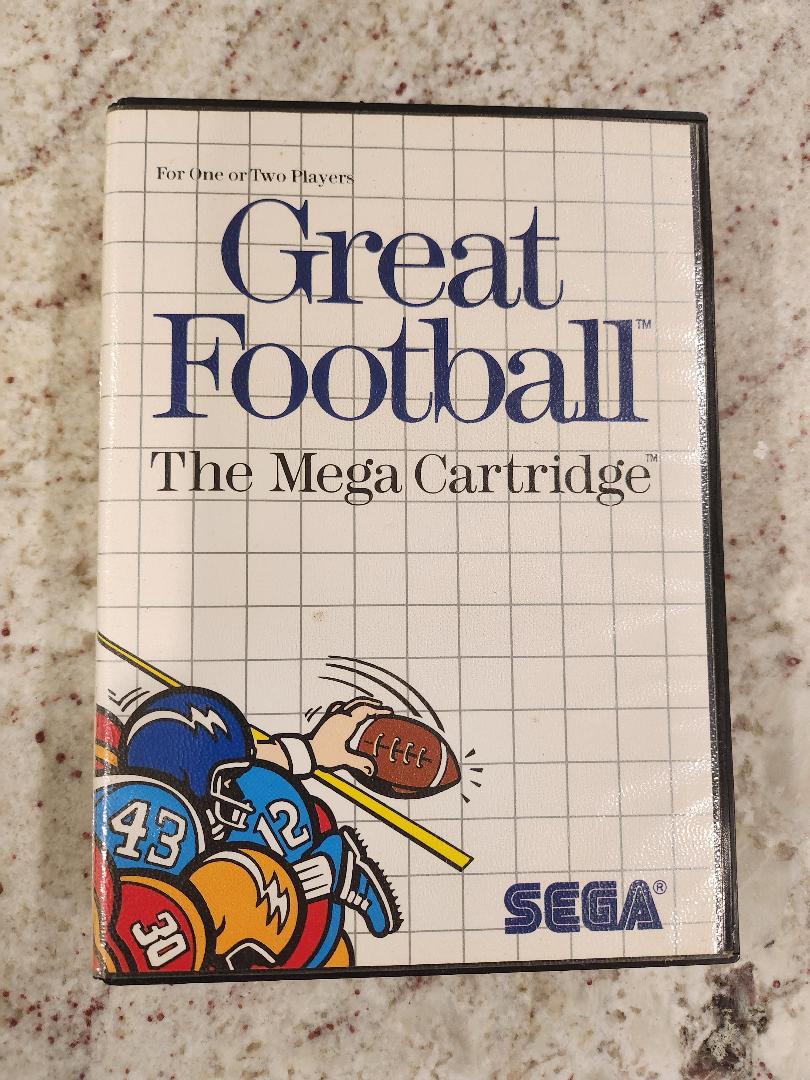 For One or Two Players
Great
Football™
The Mega Cartridge™
43
12
30
SEGA®